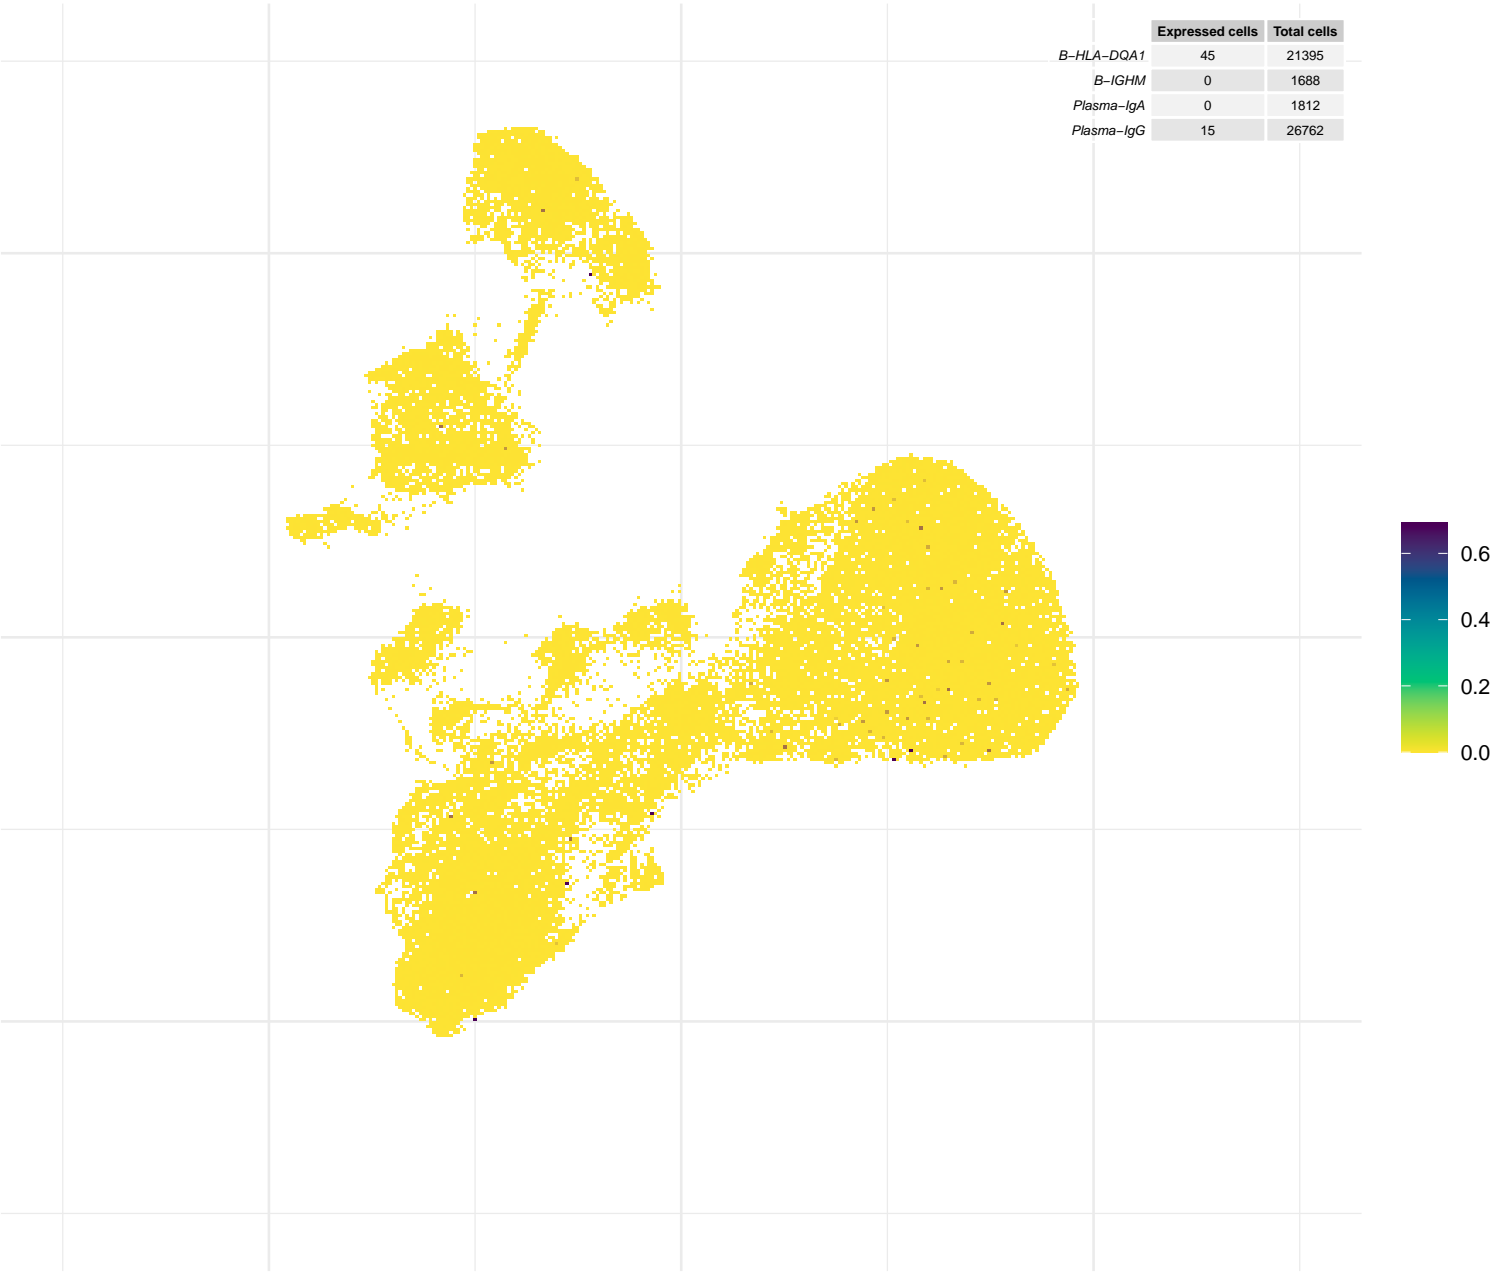 Expressed cells Total cells
B−HLA−DQA1 45 21395
B−IGHM 0 1688
Plasma−IgA 0 1812
Plasma−IgG 15 26762
0.6
0.4
0.2
0.0